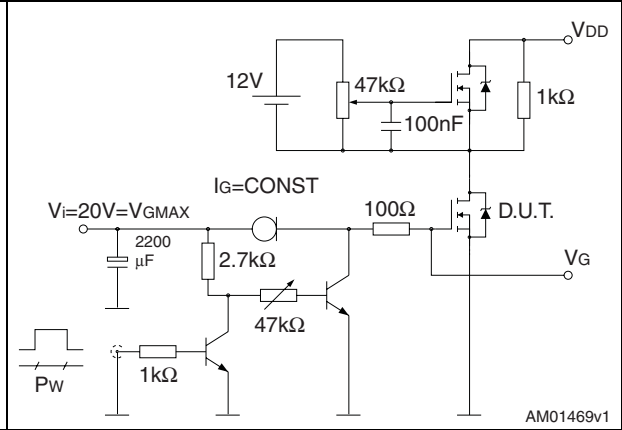 VDD
12V
47kΩ
1kΩ
100nF
IG=CONST
Vi=20V=VGMAX
100Ω
D.U.T.
2200
μF
2.7kΩ
VG
47kΩ
1kΩ
PW
AM01469v1